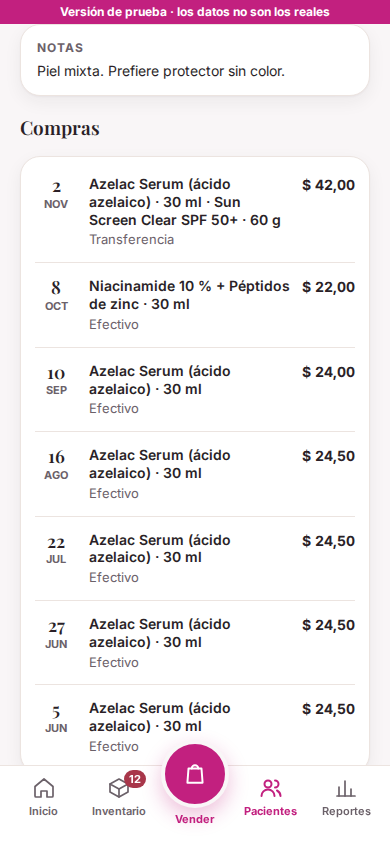 Versión de prueba · los datos no son los reales
NOTAS
Piel mixta. Prefiere protector sin color.
Compras
2
NOV
Azelac Serum (ácido
azelaico) · 30 ml · Sun
Screen Clear SPF 50+ · 60 g
Transferencia
$ 42,00
8
OCT
Niacinamide 10 % + Péptidos
de zinc · 30 ml
Efectivo
$ 22,00
10
SEP
Azelac Serum (ácido
azelaico) · 30 ml
Efectivo
$ 24,00
16
AGO
Azelac Serum (ácido
azelaico) · 30 ml
Efectivo
$ 24,50
22
JUL
Azelac Serum (ácido
azelaico) · 30 ml
Efectivo
$ 24,50
27
JUN
Azelac Serum (ácido
azelaico) · 30 ml
Efectivo
$ 24,50
5
JUN
Azelac Serum (ácido
azelaico) · 30 ml
Efectivo
$ 24,50
Inicio
12
Inventario
Vender
Pacientes
Reportes